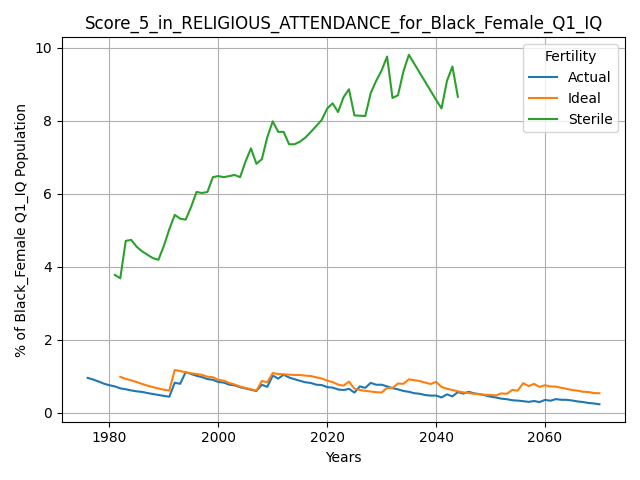 Score_5_in_RELIGIOUS_ATTENDANCE_for_Black_Female_Q1_IQ
Fertility
Actual
Ideal
Sterile
% of Black_Female Q1_IQ Population
10
8
6
4
2
0
1980
2000
2020
2040
2060
Years